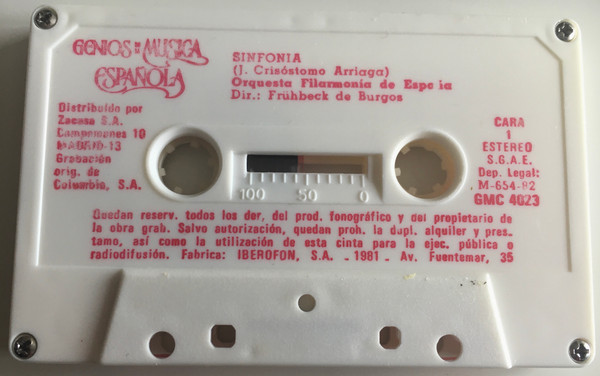 GENIOS DE LA MUSICA
ESPAÑOLA
SINFONIA
(J. Crisóstomo Arriaga)
Orquesta Filarmonía de
Dir.: Frühbeck de Burgos
Distribuido por
Zacosa S.A.
Campomanes 10
MADRID-13
Grabación
orig. de
Columbia, S.A.
CARA
1
ESTEREO
S.G.A.E.
Dep. Legal:
M-654-82
GMC 4023
100 50 0
Quedan reserv. todos los der. del prod. fonográfico y del propietario de
la obra grab. Salvo autorización, quedan proh. la dupl. alquiler y pres-
tamo, así como la utilización de esta cinta para la ejec. pública o
radiodifusión. Fabrica: IBEROFON, S.A. - 1981 - Av. Fuentemar, 35